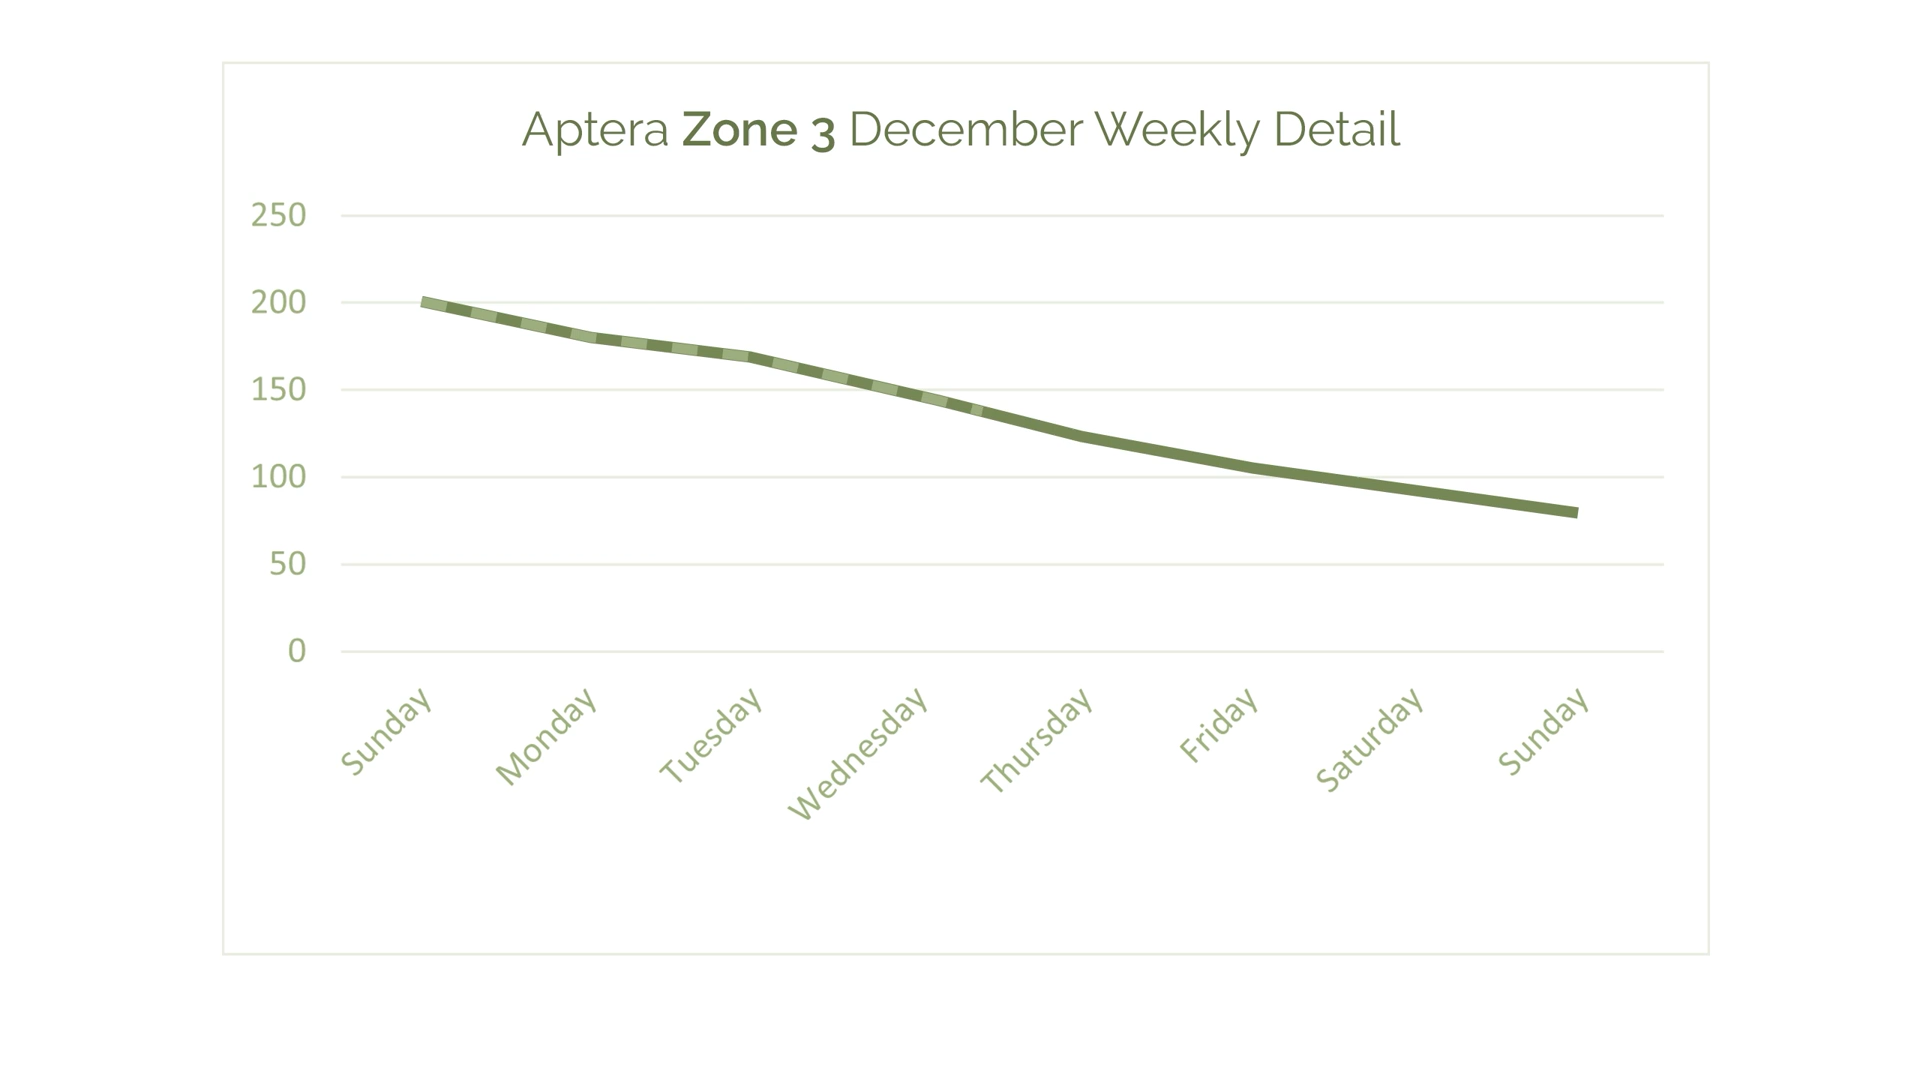 Aptera Zone 3 December Weekly Detail
250
200
150
100
50
0
Sunday
Monday
Tuesday
Wednesday
Thursday
Friday
Saturday
Sunday